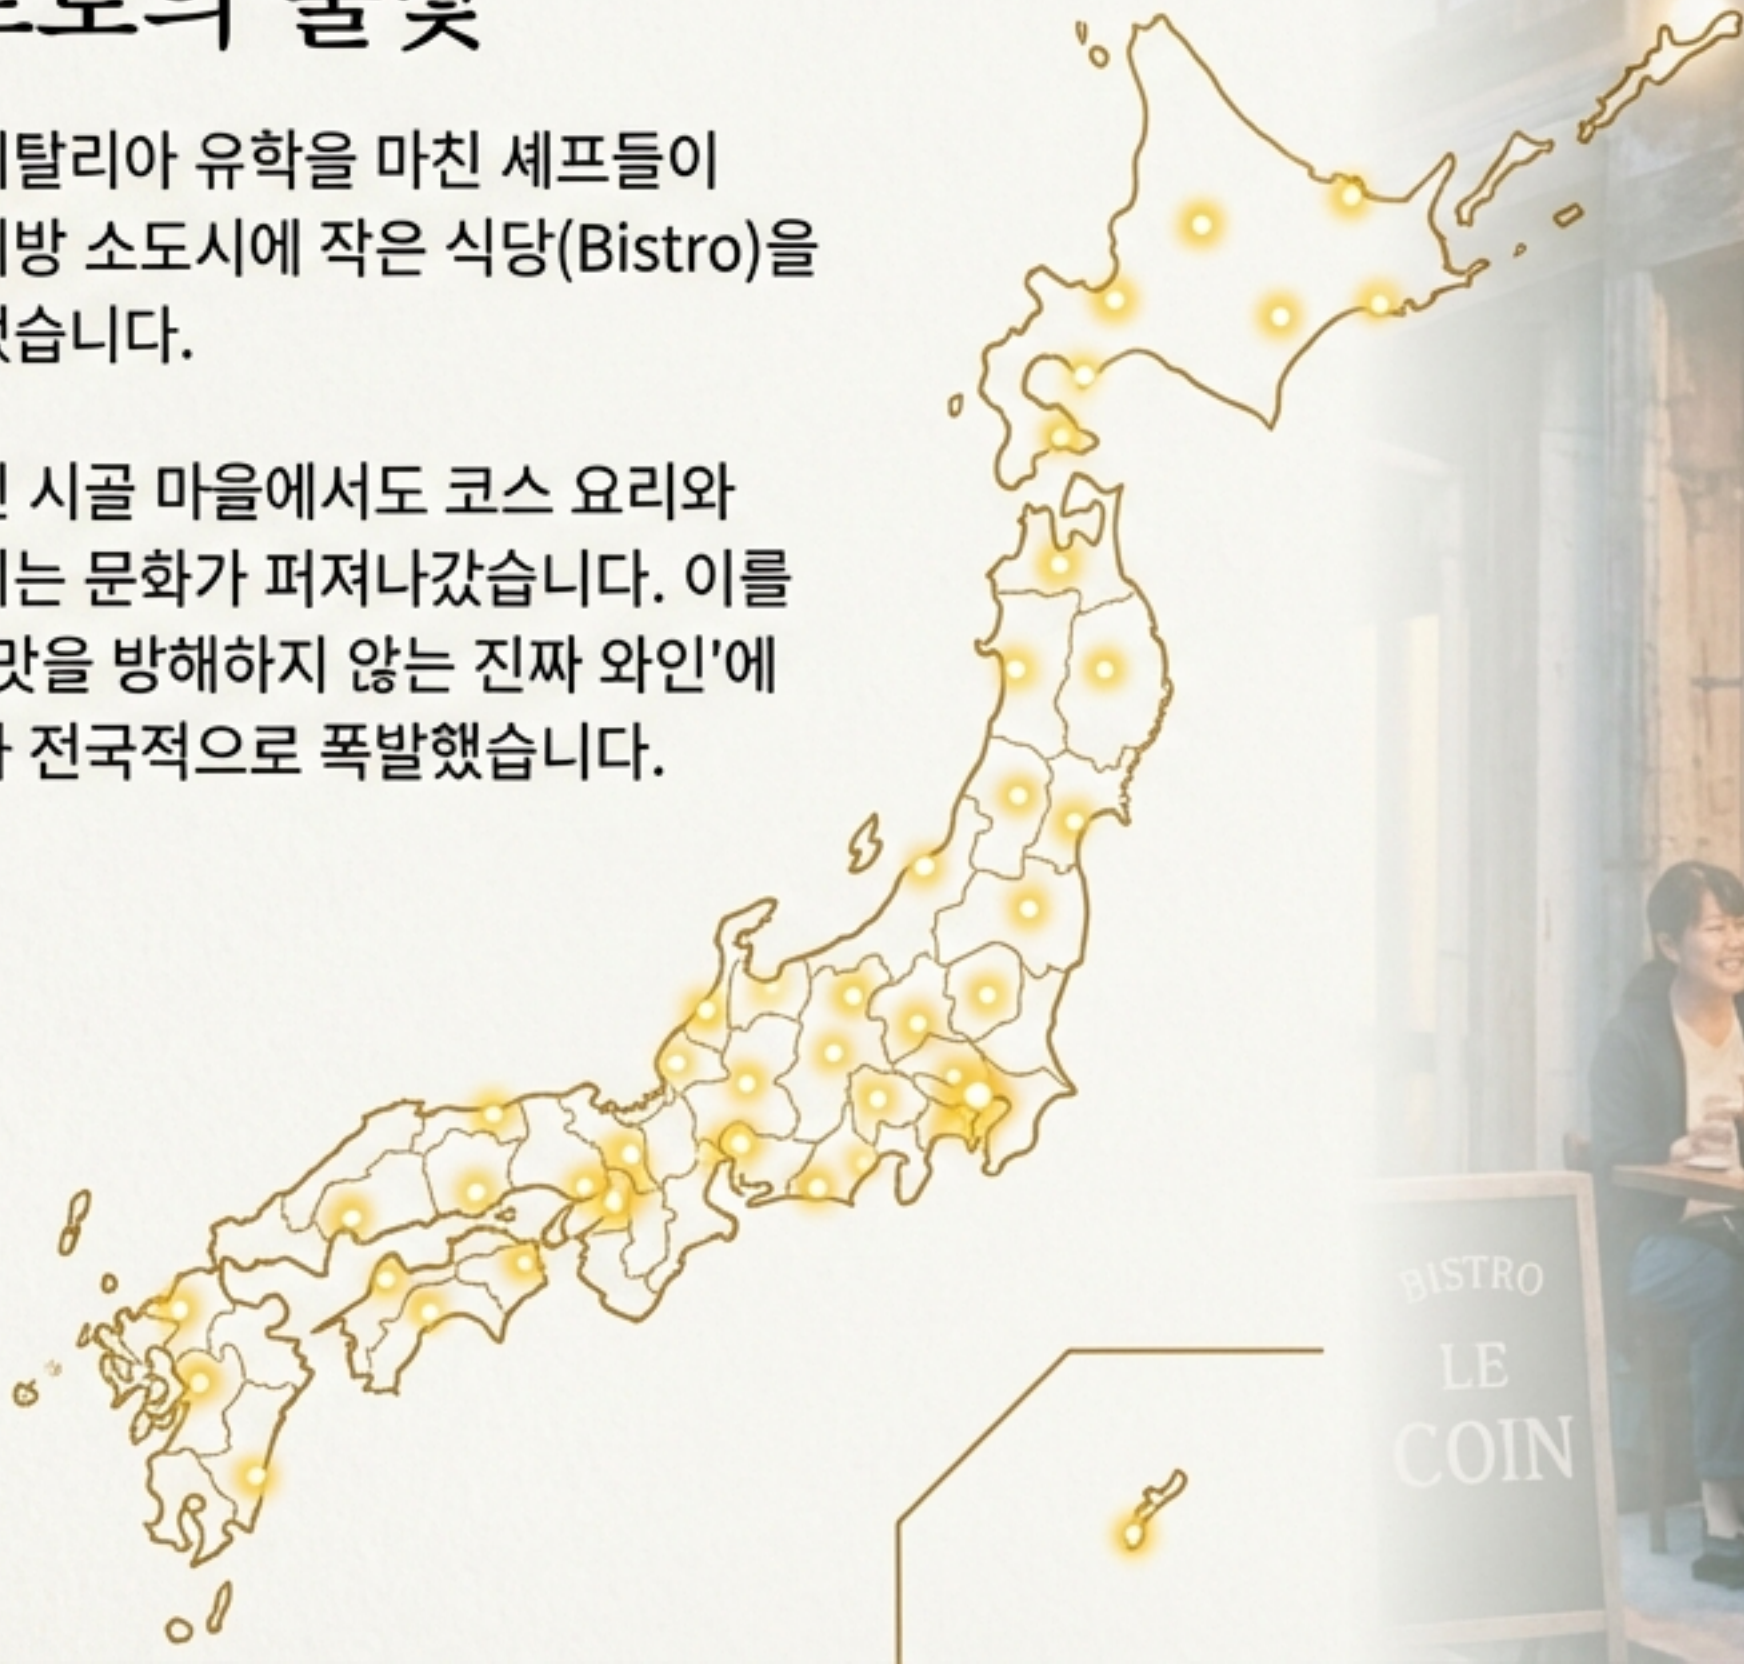 의 불빛
탈리아 유학을 마친 셰프들이
방 소도시에 작은 식당(Bistro)을
습니다.
시골 마을에서도 코스 요리와
는 문화가 퍼져나갔습니다. 이를
맛을 방해하지 않는 진짜 와인'에
전국적으로 폭발했습니다.
BISTRO
LE
COIN